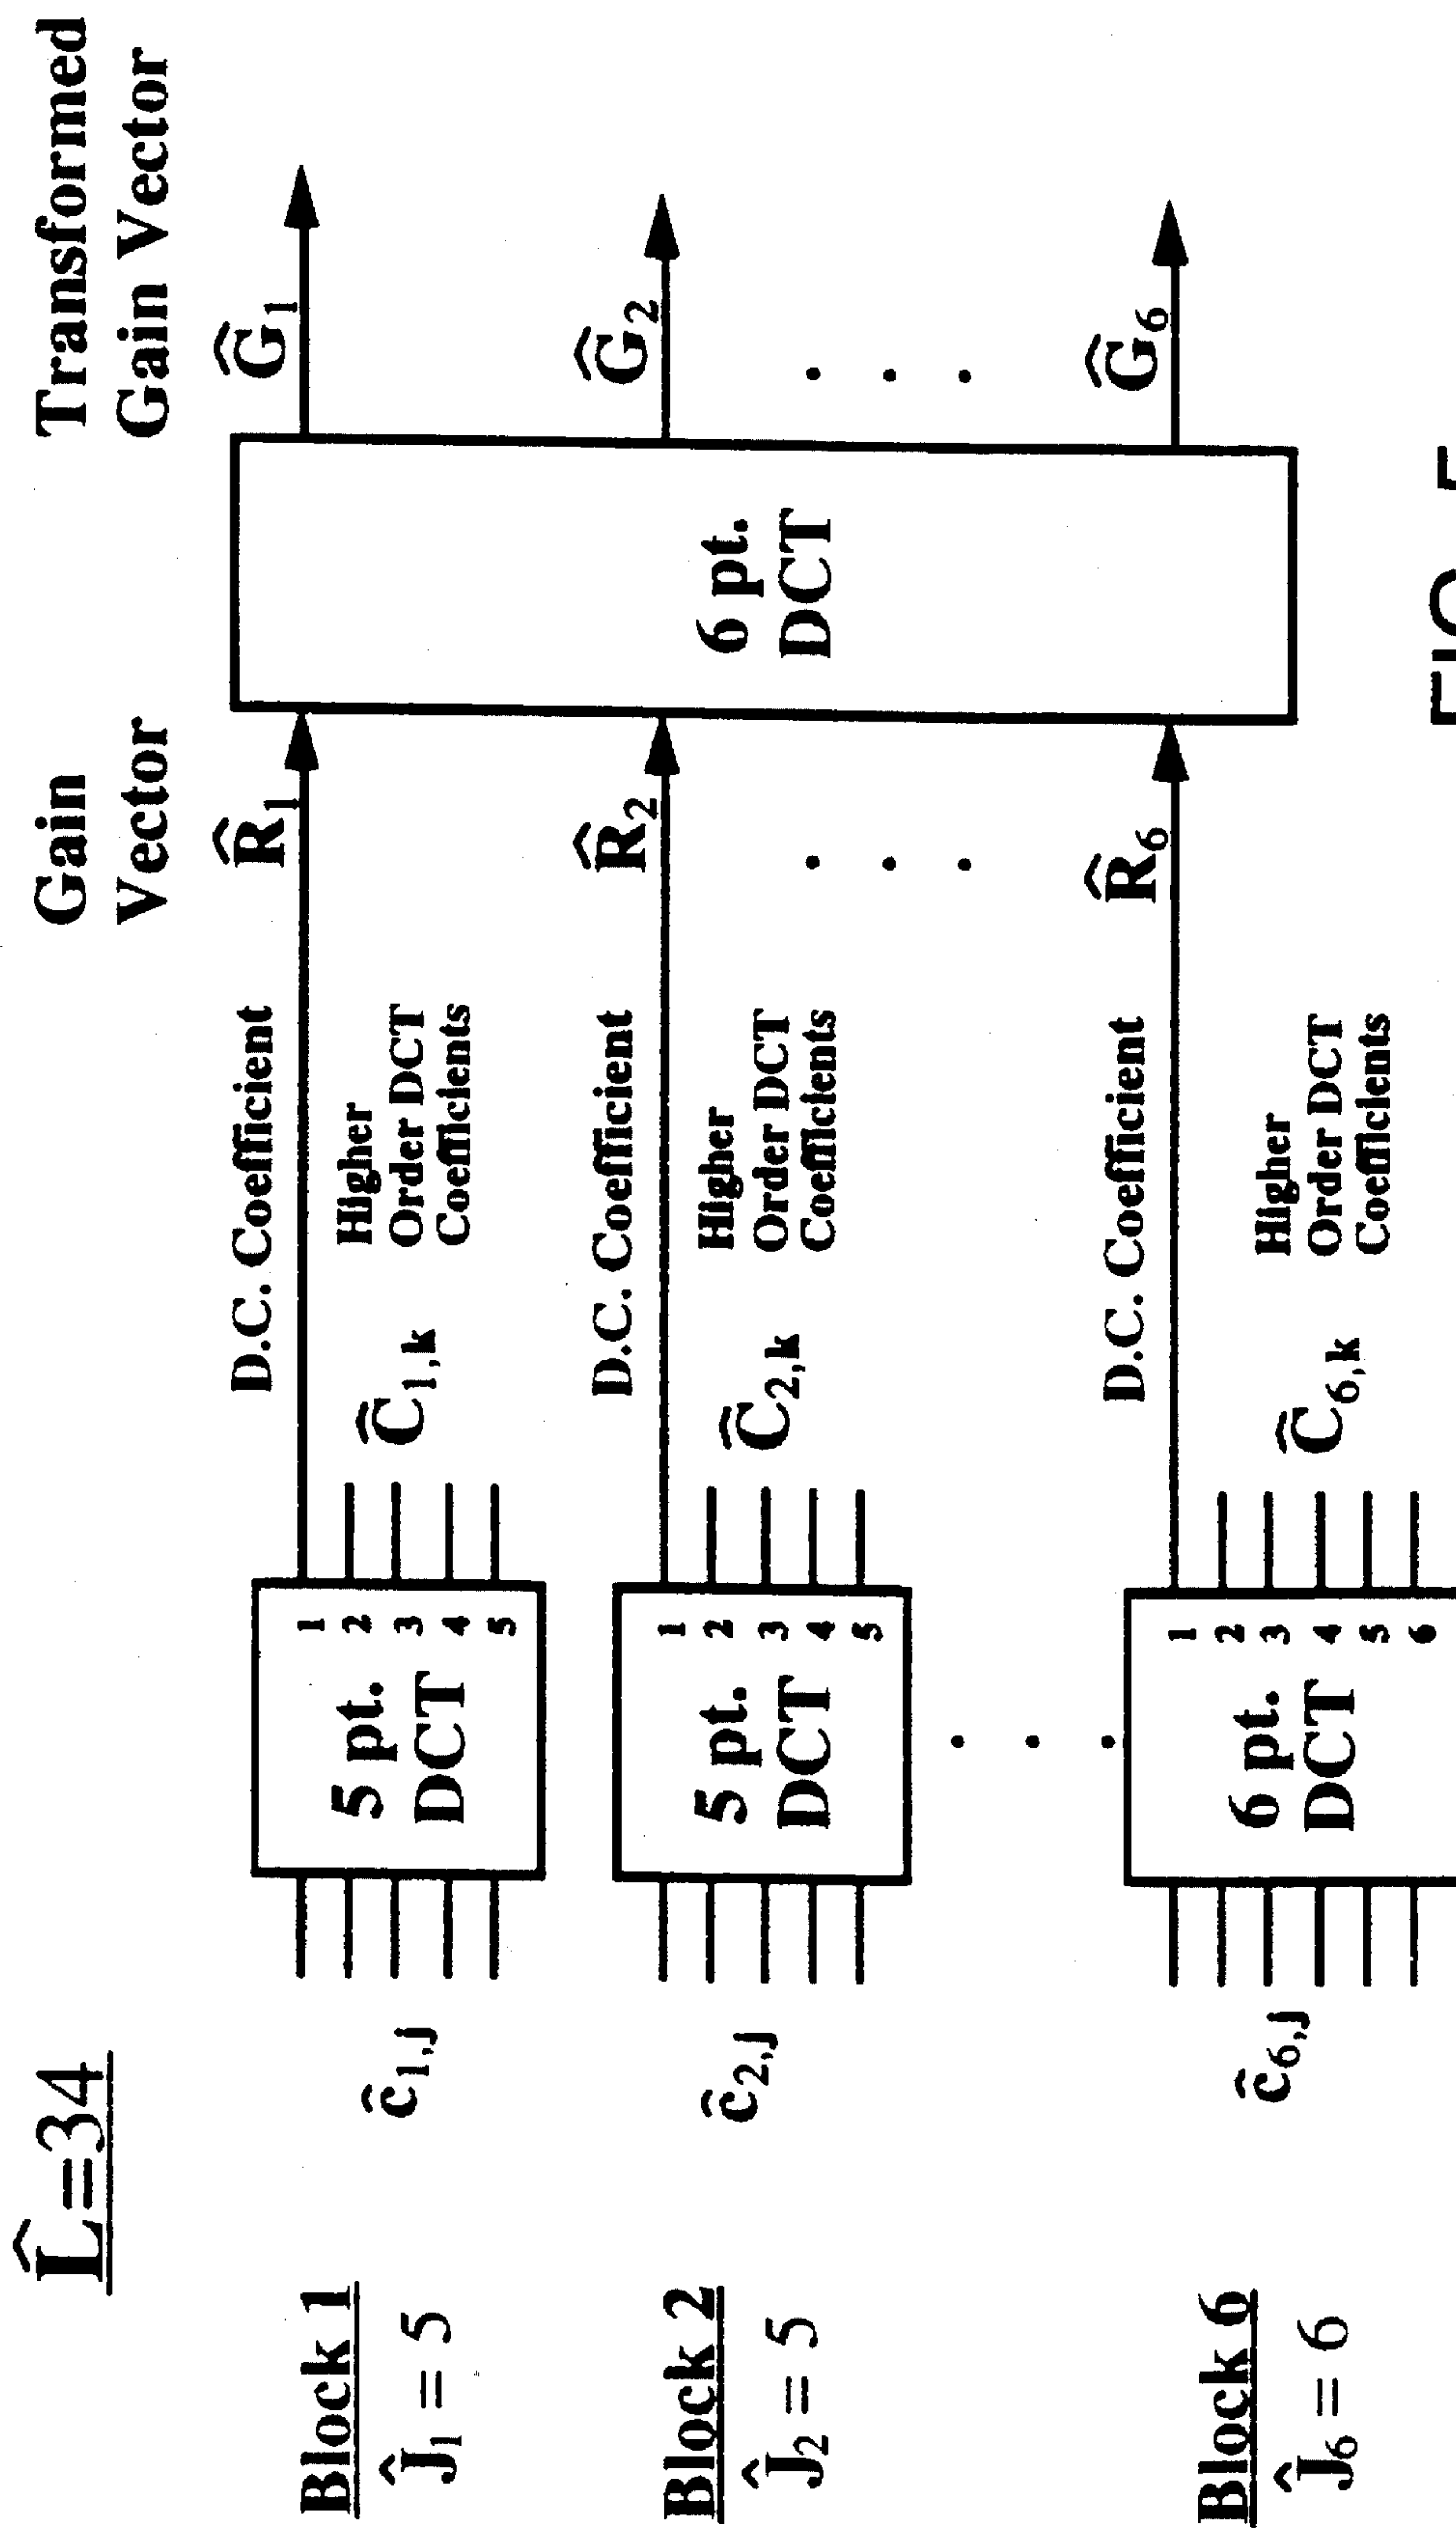 L̂=34
Gain
Vector
Transformed
Gain Vector
Block 1
Ĵ₁ = 5
ĉ₁,ⱼ
5 pt.
DCT
1
2
3
4
5
D.C. Coefficient
Ĉ₁,ₖ
Higher
Order DCT
Coefficients
R̂₁
Ĝ₁
Block 2
Ĵ₂ = 5
ĉ₂,ⱼ
5 pt.
DCT
1
2
3
4
5
D.C. Coefficient
Ĉ₂,ₖ
Higher
Order DCT
Coefficients
R̂₂
6 pt.
DCT
Ĝ₂
. . .
. . .
. . .
Block 6
Ĵ₆ = 6
ĉ₆,ⱼ
6 pt.
DCT
1
2
3
4
5
6
D.C. Coefficient
Ĉ₆,ₖ
Higher
Order DCT
Coefficients
R̂₆
Ĝ₆